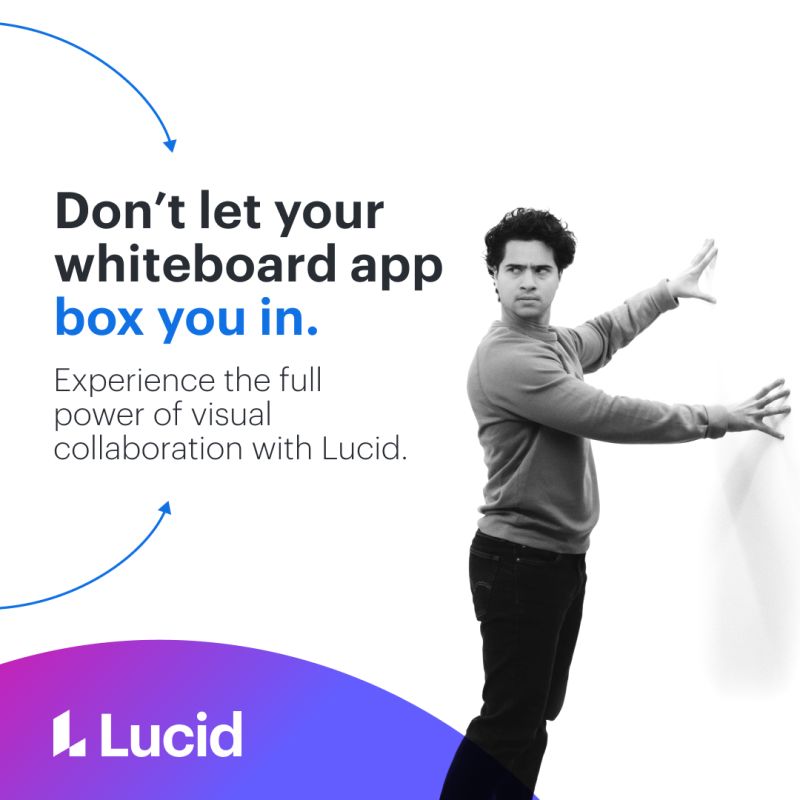 Don’t let your
whiteboard app
box you in.
Experience the full
power of visual
collaboration with Lucid.
Lucid